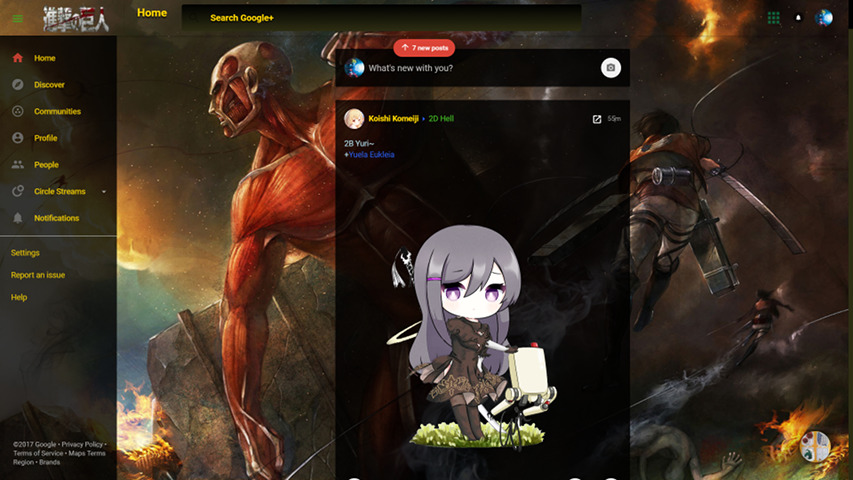 進撃の巨人
Home
Search Google+
7 new posts
Home
Discover
Communities
Profile
People
Circle Streams
Notifications
Settings
Report an issue
Help
©2017 Google • Privacy Policy •
Terms of Service • Maps Terms
Region • Brands
What's new with you?
Koishi Komeiji 2D Hell
55m
2B Yuri~
+Yuela Eukleia